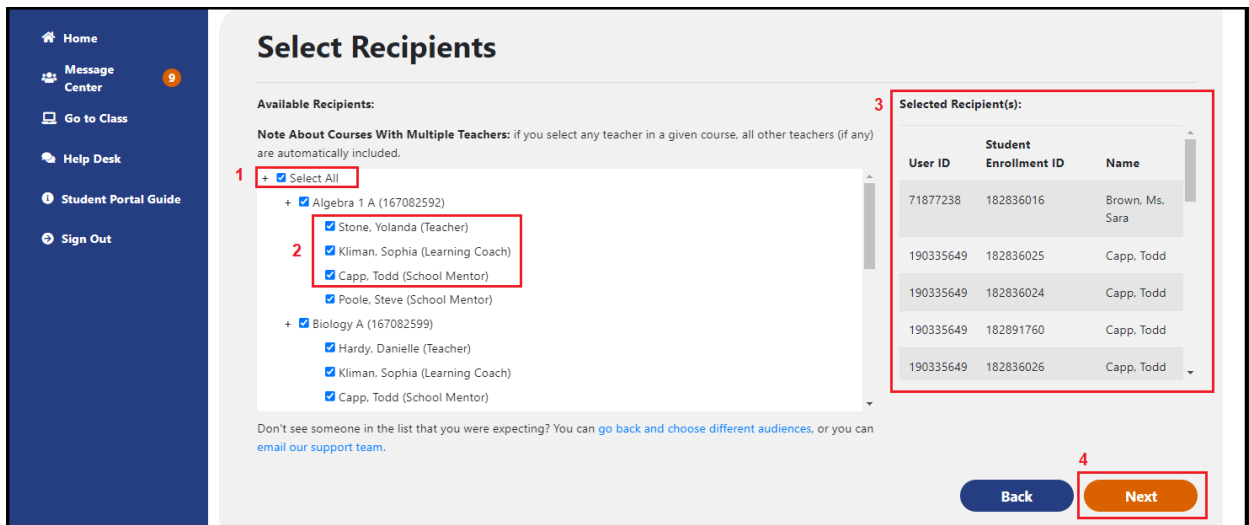 Home
Message
Center
9
Go to Class
Help Desk
Student Portal Guide
Sign Out
Select Recipients
Available Recipients:
Note About Courses With Multiple Teachers: if you select any teacher in a given course, all other teachers (if any)
are automatically included.
1
+ Select All
+ Algebra 1 A (167082592)
2
Stone, Yolanda (Teacher)
Kliman, Sophia (Learning Coach)
Capp, Todd (School Mentor)
Poole, Steve (School Mentor)
+ Biology A (167082599)
Hardy, Danielle (Teacher)
Kliman, Sophia (Learning Coach)
Capp, Todd (School Mentor)
Don't see someone in the list that you were expecting? You can go back and choose different audiences, or you can
email our support team.
3
Selected Recipient(s):
User ID Student Enrollment ID Name
71877238 182836016 Brown, Ms.
Sara
190335649 182836025 Capp, Todd
190335649 182836024 Capp, Todd
190335649 182891760 Capp, Todd
190335649 182836026 Capp, Todd
4
Back
Next